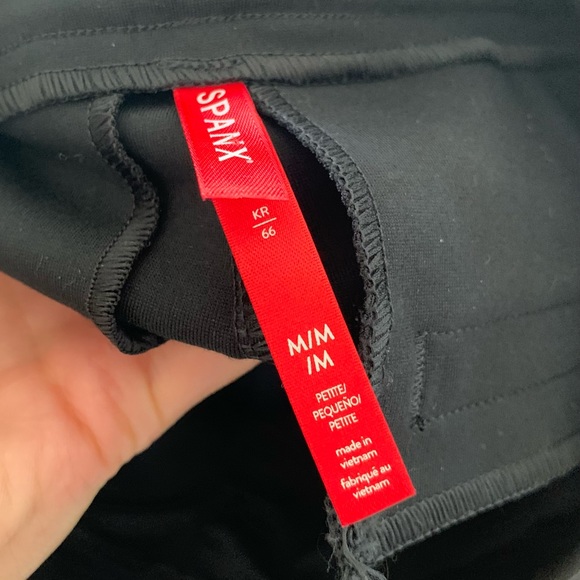 SPANX
KR
66
M/M
/M
PETITE/
PEQUEÑO/
PETITE
made in
vietnam
fabriqué au
vietnam